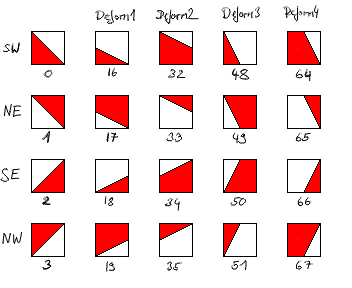 Deform1 Deform2 Deform3 Deform4
SW
0 16 32 48 64
NE
1 17 33 49 65
SE
2 18 34 50 66
NW
3 19 35 51 67